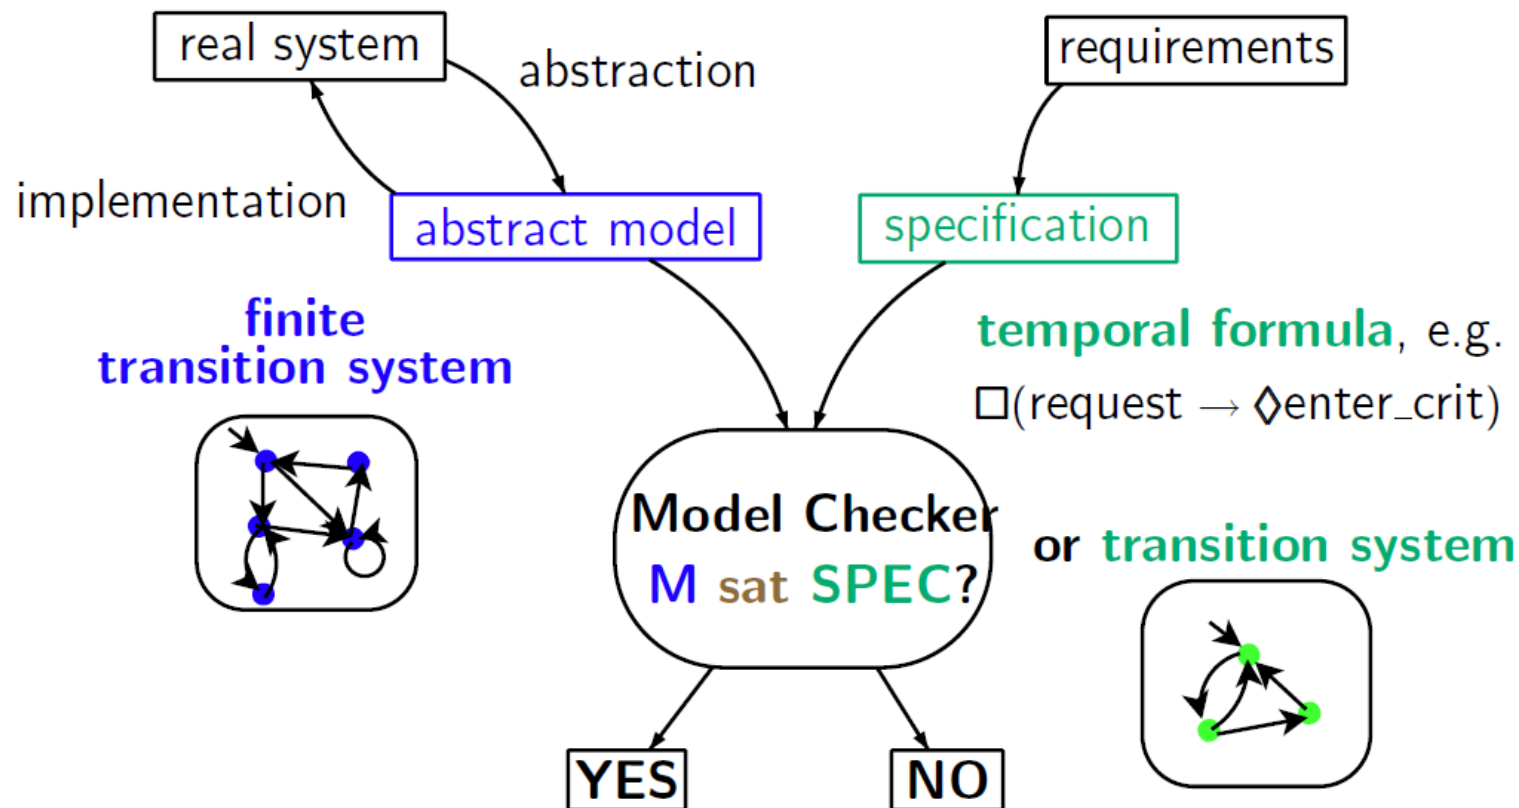 real system
abstraction
requirements
implementation
abstract model
specification
finite
transition system
temporal formula, e.g.
□(request → ◊enter_crit)
Model Checker
M sat SPEC?
or transition system
YES
NO